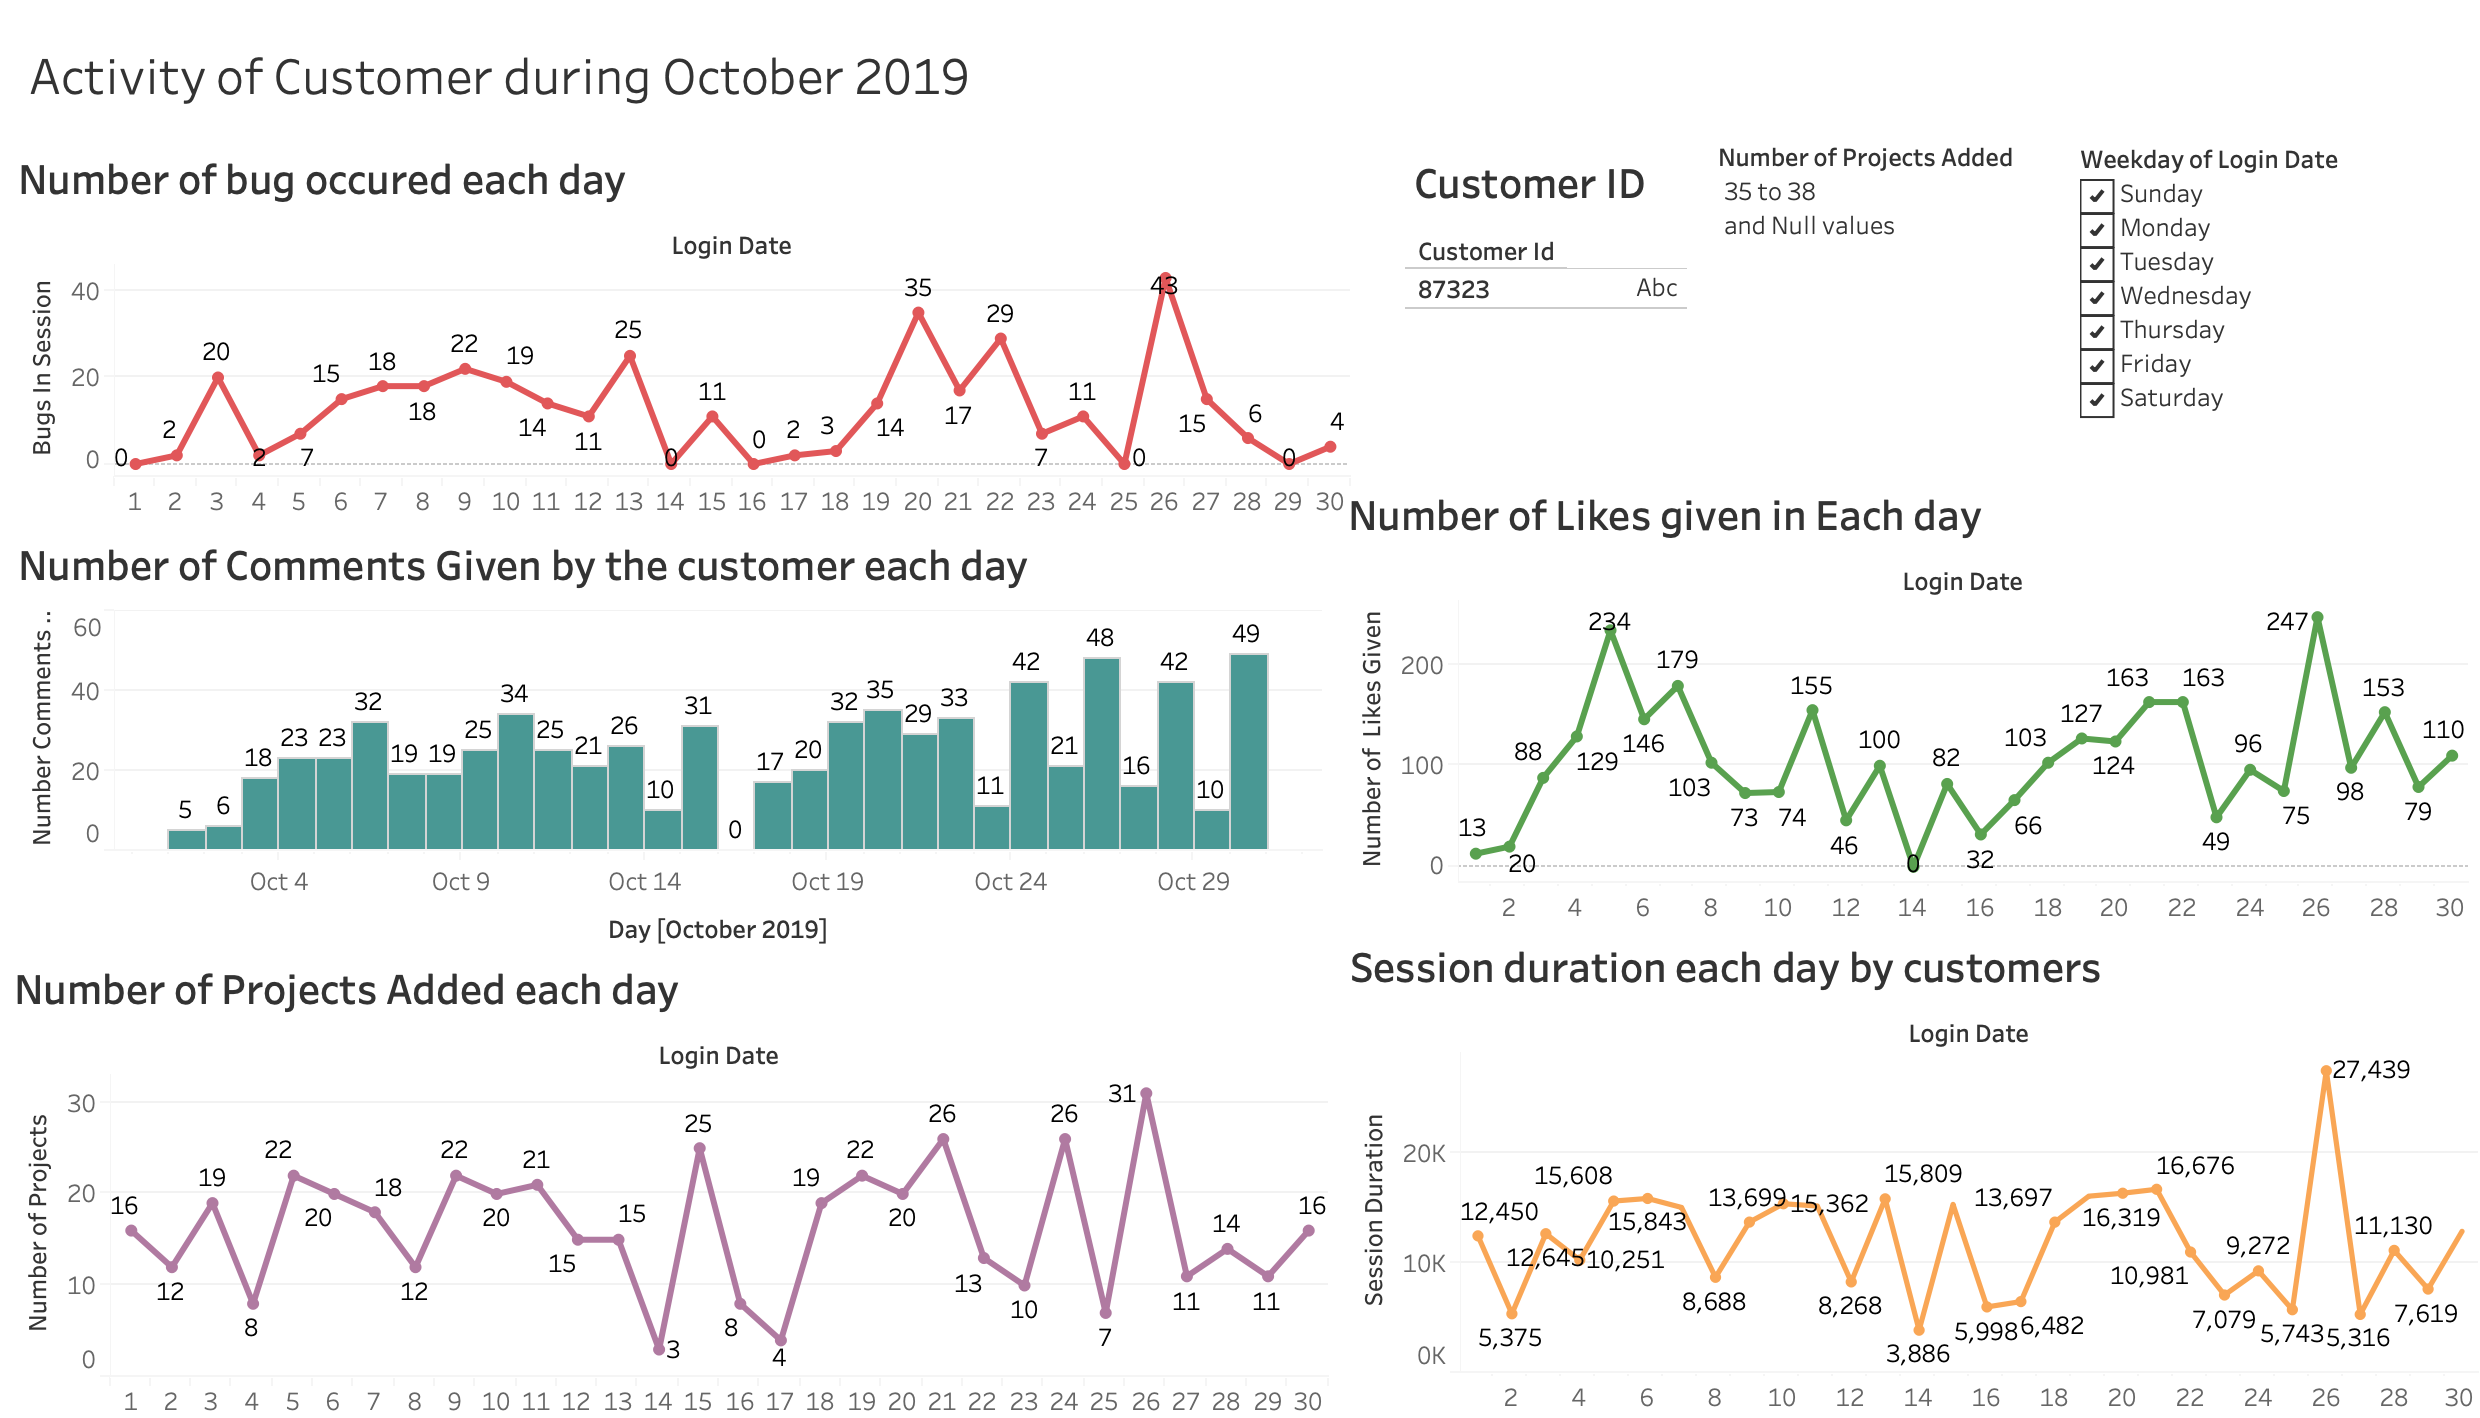 Activity of Customer during October 2019
Number of bug occured each day
Login Date
Bugs In Session
40
20
0
0 2 20 2 7 15 18 18 22 19 14 11 25 0 11 0 2 3 14 35 17 29 7 11 0 43 15 6 0 4
1 2 3 4 5 6 7 8 9 10 11 12 13 14 15 16 17 18 19 20 21 22 23 24 25 26 27 28 29 30
Customer ID
Customer Id
87323 Abc
Number of Projects Added
35 to 38
and Null values
Weekday of Login Date
Sunday
Monday
Tuesday
Wednesday
Thursday
Friday
Saturday
Number of Comments Given by the customer each day
Number Comments ..
60
40
20
0
5 6 18 23 23 32 19 19 25 34 25 21 26 10 31 0 17 20 32 35 29 33 11 42 21 48 16 42 10 49
Oct 4 Oct 9 Oct 14 Oct 19 Oct 24 Oct 29
Day [October 2019]
Number of Likes given in Each day
Login Date
Number of Likes Given
200
100
0
13 20 88 129 234 146 179 103 73 74 155 46 100 0 82 32 66 103 127 124 163 163 49 96 75 247 98 153 79 110
2 4 6 8 10 12 14 16 18 20 22 24 26 28 30
Number of Projects Added each day
Login Date
Number of Projects
30
20
10
0
16 12 19 8 22 20 18 12 22 20 21 15 15 3 25 8 4 19 22 20 26 13 10 26 7 31 11 14 11 16
1 2 3 4 5 6 7 8 9 10 11 12 13 14 15 16 17 18 19 20 21 22 23 24 25 26 27 28 29 30
Session duration each day by customers
Login Date
Session Duration
20K
10K
0K
12,450 5,375 12,645 10,251 15,608 15,843 8,688 13,699 15,362 8,268 15,809 3,886 5,998 6,482 13,697 16,319 16,676 10,981 7,079 9,272 5,743 27,439 5,316 11,130 7,619
2 4 6 8 10 12 14 16 18 20 22 24 26 28 30